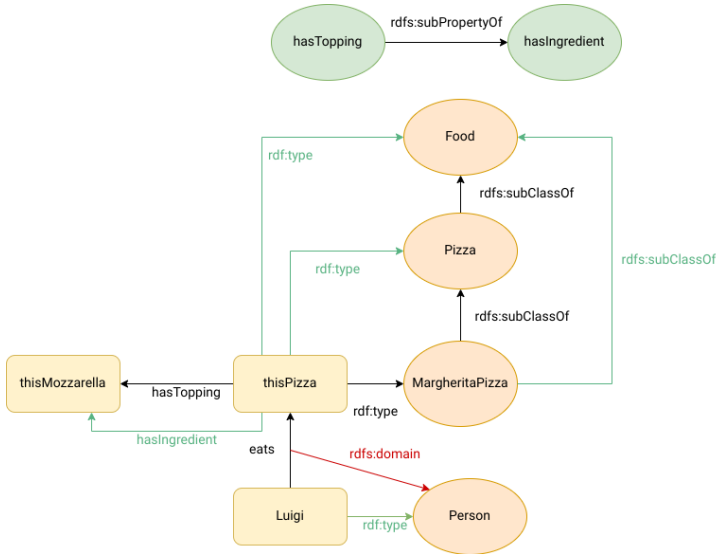 hasTopping
rdfs:subPropertyOf
hasIngredient
Food
rdf:type
rdfs:subClassOf
Pizza
rdf:type
rdfs:subClassOf
rdfs:subClassOf
thisMozzarella
hasTopping
thisPizza
rdf:type
MargheritaPizza
hasIngredient
eats
rdfs:domain
Luigi
rdf:type
Person